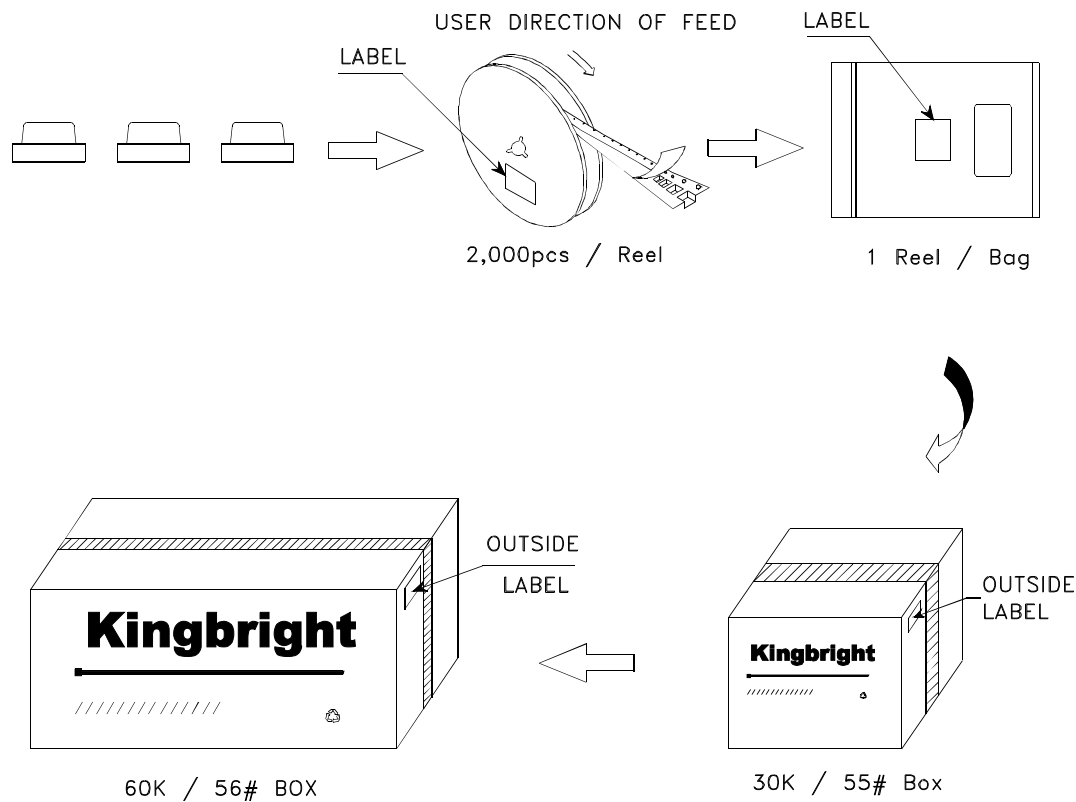 USER DIRECTION OF FEED
LABEL
LABEL
2,000pcs / Reel
1 Reel / Bag
OUTSIDE
LABEL
Kingbright
60K / 56# BOX
OUTSIDE
LABEL
Kingbright
30K / 55# Box